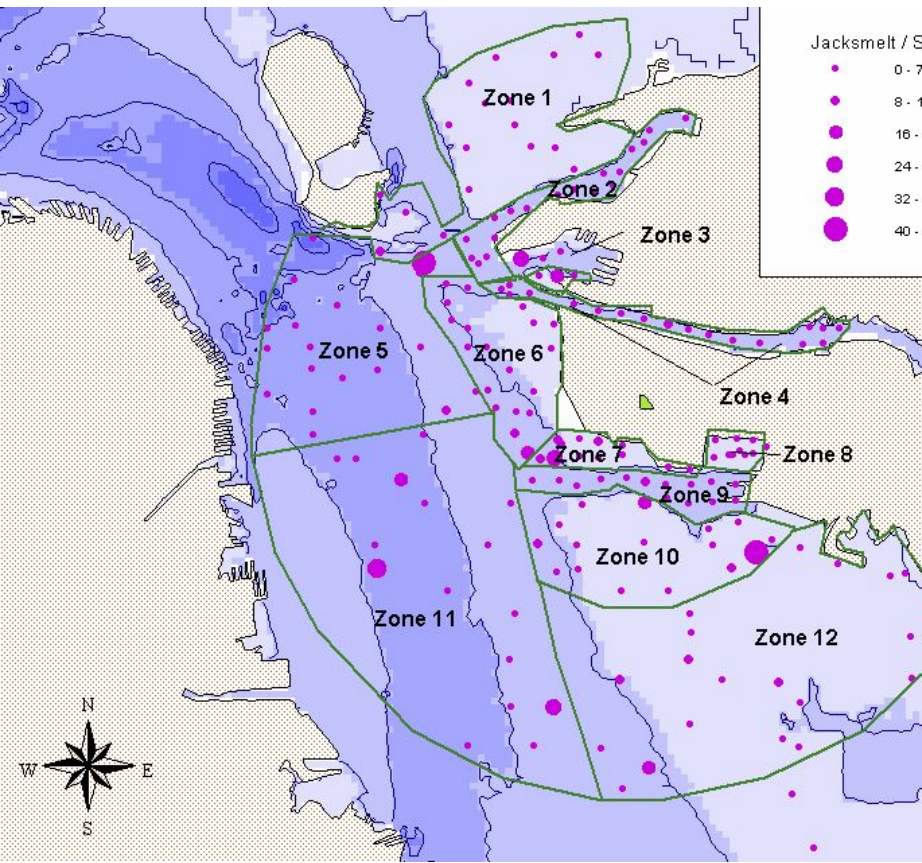 Jacksmelt / S
0 - 7
8 - 1
16 -
24 -
32 -
40 -
Zone 1
Zone 2
Zone 3
Zone 4
Zone 5
Zone 6
Zone 7
Zone 8
Zone 9
Zone 10
Zone 11
Zone 12
N
W E
S